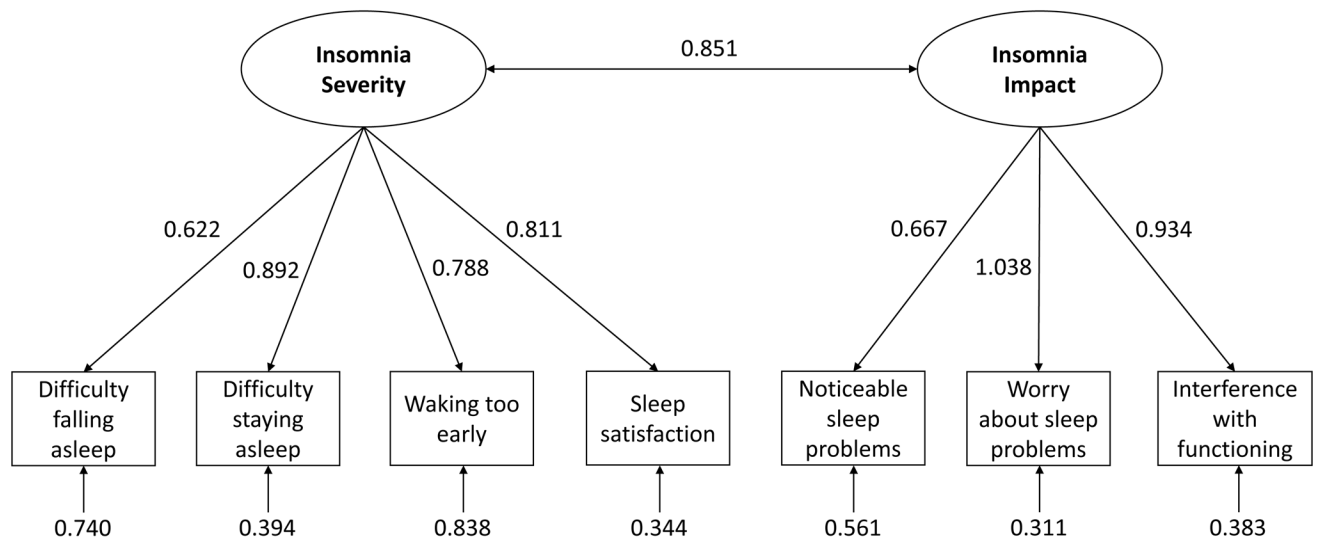 Insomnia
Severity
0.851
Insomnia
Impact
0.622
0.892
0.788
0.811
0.667
1.038
0.934
Difficulty
falling
asleep
Difficulty
staying
asleep
Waking too
early
Sleep
satisfaction
Noticeable
sleep
problems
Worry
about sleep
problems
Interference
with
functioning
0.740
0.394
0.838
0.344
0.561
0.311
0.383